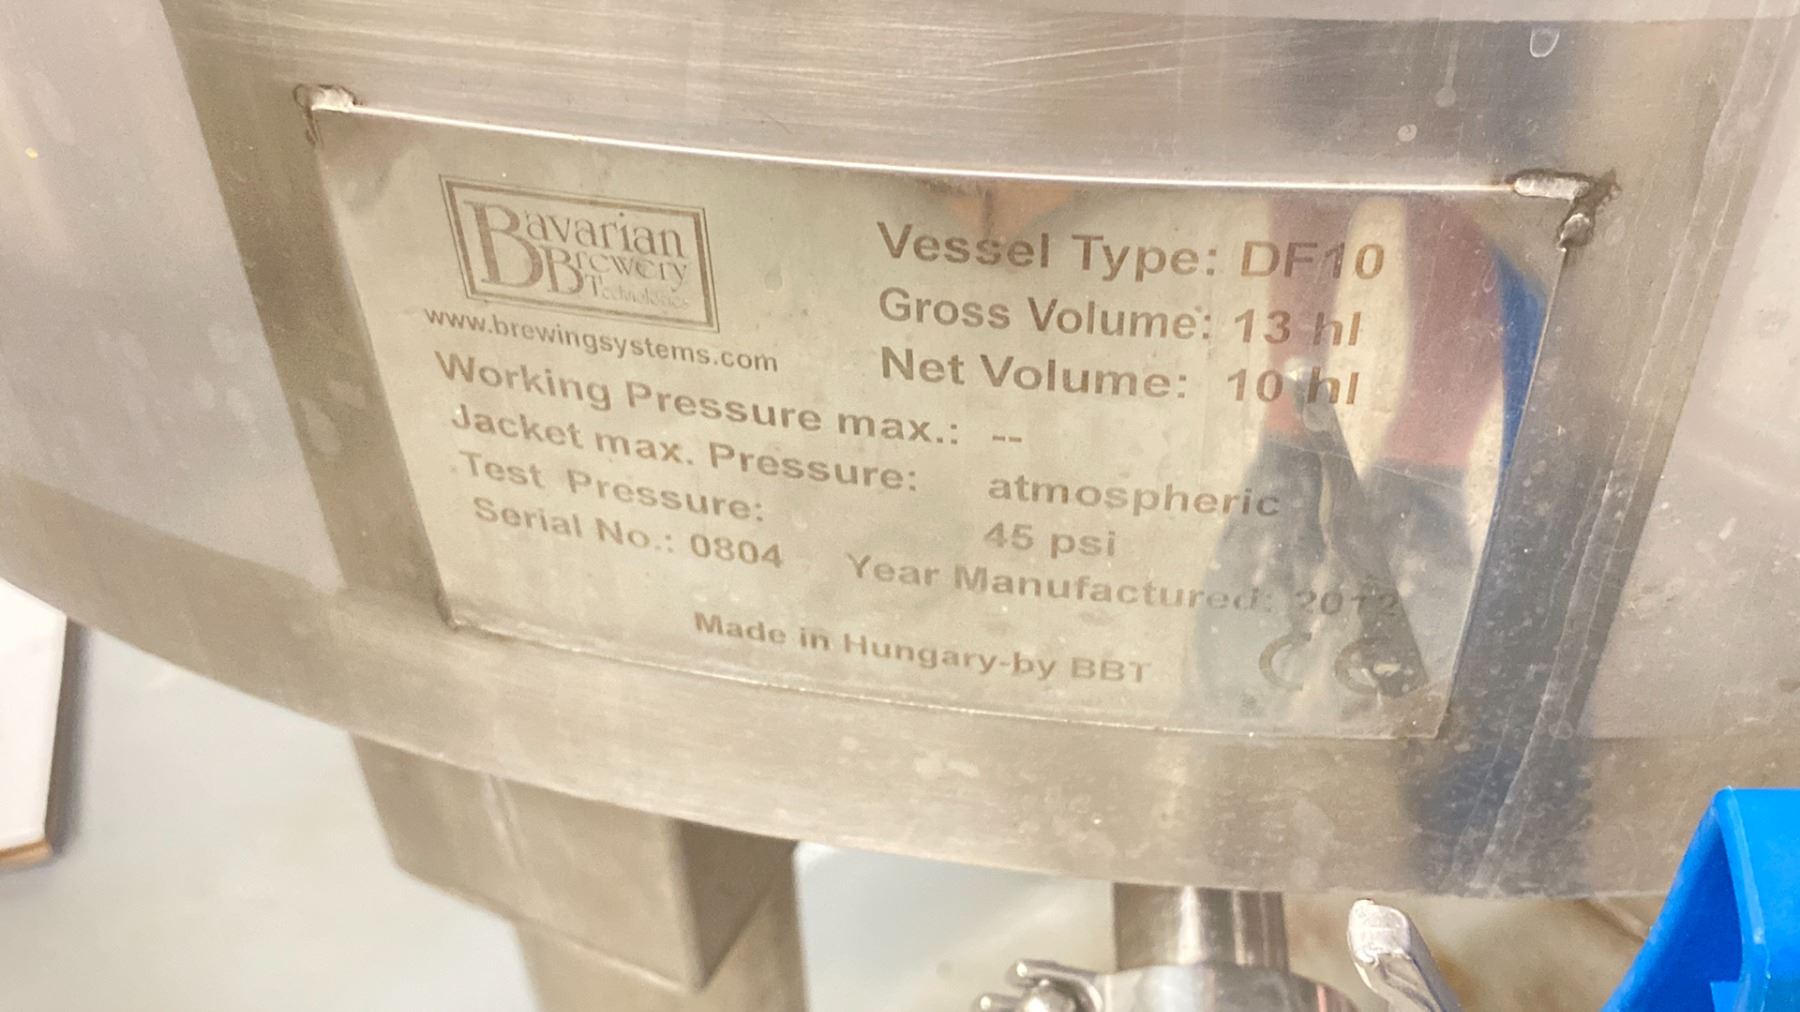 Bavarian
Brewery
Technologies
www.brewingsystems.com
Vessel Type: DF10
Gross Volume: 13 hl
Net Volume: 10 hl
Working Pressure max.: --
Jacket max. Pressure: atmospheric
Test Pressure: 45 psi
Serial No.: 0804 Year Manufactured: 2012
Made in Hungary-by BBT
CE